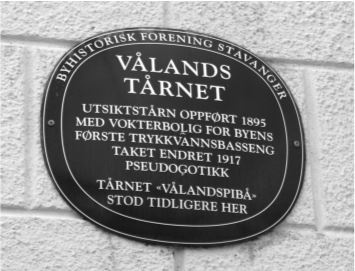 BYHISTORISK FORENING STAVANGER
VÅLANDS
TÅRNET
UTSIKTSTÅRN OPPFØRT 1895
MED VOKTERBOLIG FOR BYENS
FØRSTE TRYKKVANNSBASSENG
TAKET ENDRET 1917
PSEUDOGOTIKK
TÅRNET «VÅLANDSPIBÅ»
STOD TIDLIGERE HER